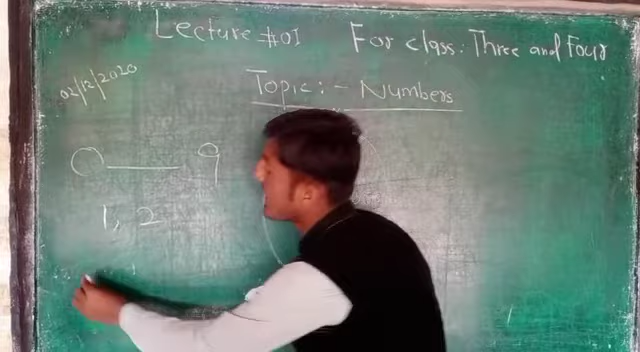 Lecture #01
For class: Three and Four
02/12/2020
Topic:- Numbers
0 — 9
1, 2